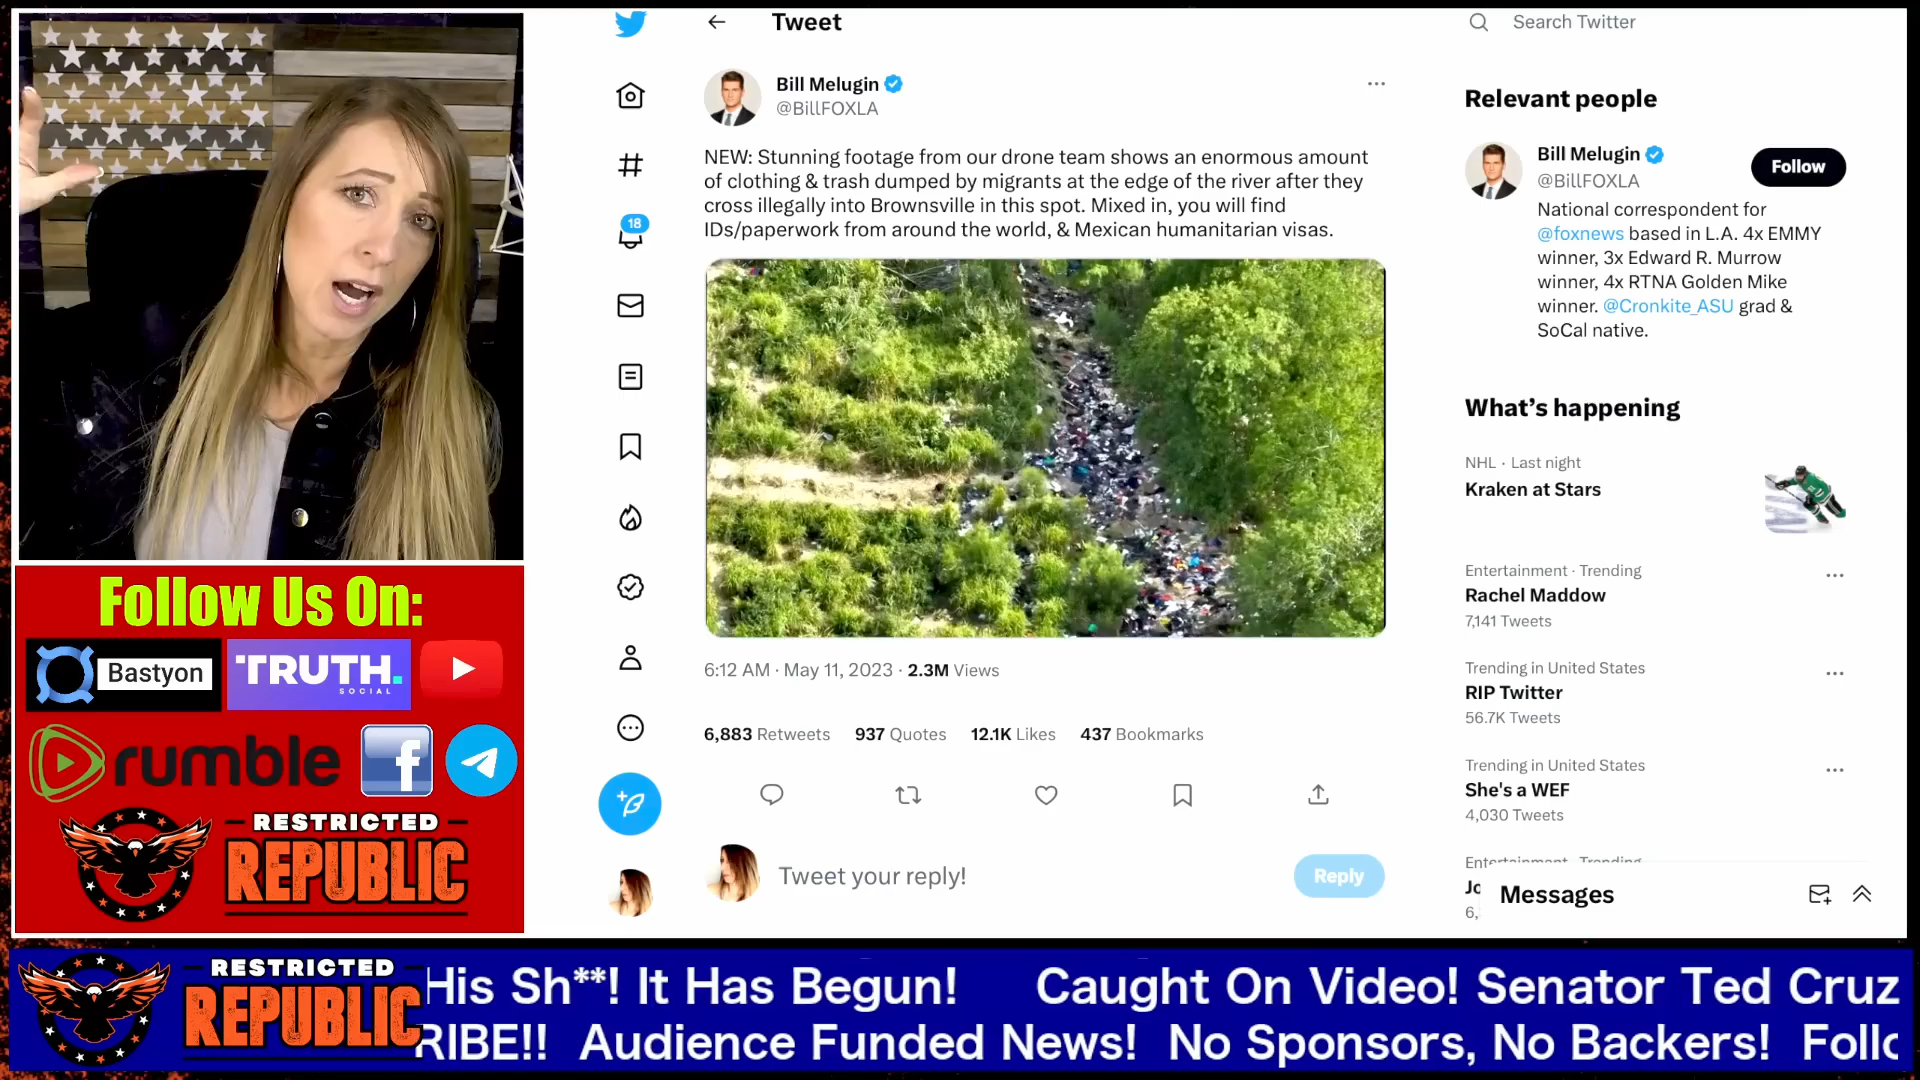 Tweet
Search Twitter
Bill Melugin
@BillFOXLA
NEW: Stunning footage from our drone team shows an enormous amount
of clothing & trash dumped by migrants at the edge of the river after they
cross illegally into Brownsville in this spot. Mixed in, you will find
IDs/paperwork from around the world, & Mexican humanitarian visas.
18
6:12 AM · May 11, 2023 · 2.3M Views
6,883 Retweets 937 Quotes 12.1K Likes 437 Bookmarks
Tweet your reply!
Reply
Relevant people
Bill Melugin
@BillFOXLA
Follow
National correspondent for
@foxnews based in L.A. 4x EMMY
winner, 3x Edward R. Murrow
winner, 4x RTNA Golden Mike
winner. @Cronkite_ASU grad &
SoCal native.
What's happening
NHL · Last night
Kraken at Stars
Entertainment · Trending
Rachel Maddow
7,141 Tweets
Trending in United States
RIP Twitter
56.7K Tweets
Trending in United States
She's a WEF
4,030 Tweets
Entertainment · Trending
Jo
6,
Messages
Follow Us On:
Bastyon
TRUTH.
SOCIAL
rumble
f
RESTRICTED
REPUBLIC
RESTRICTED
REPUBLIC
His Sh**! It Has Begun! Caught On Video! Senator Ted Cruz
RIBE!! Audience Funded News! No Sponsors, No Backers! Follo